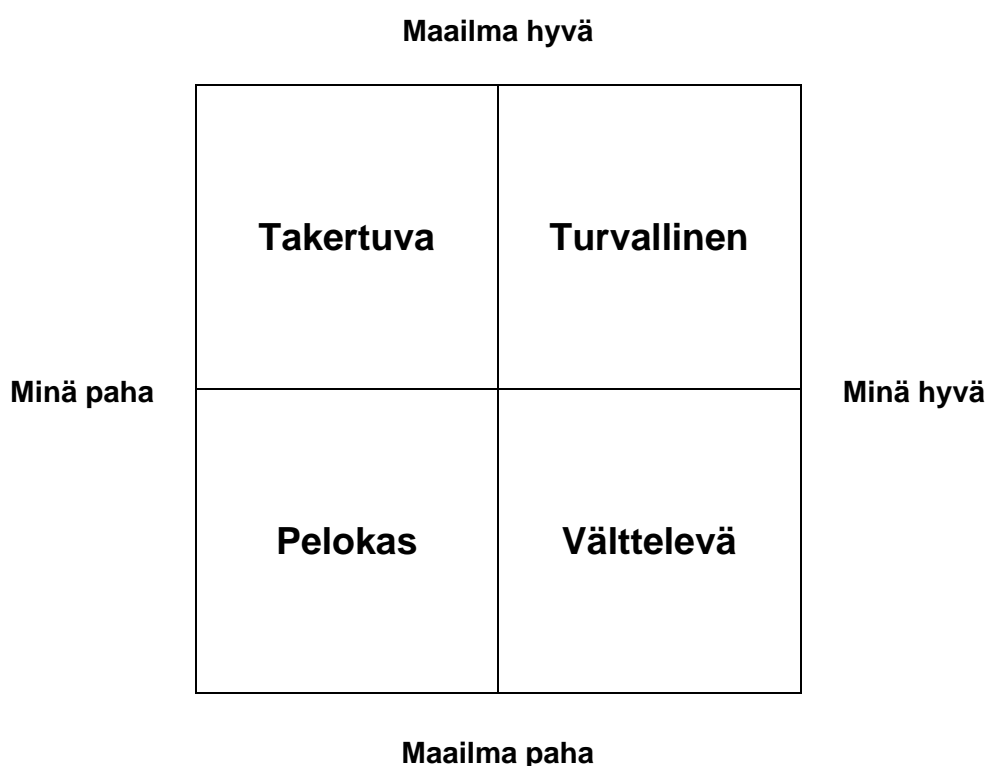 Maailma hyvä
Takertuva
Turvallinen
Minä paha
Minä hyvä
Pelokas
Välttelevä
Maailma paha